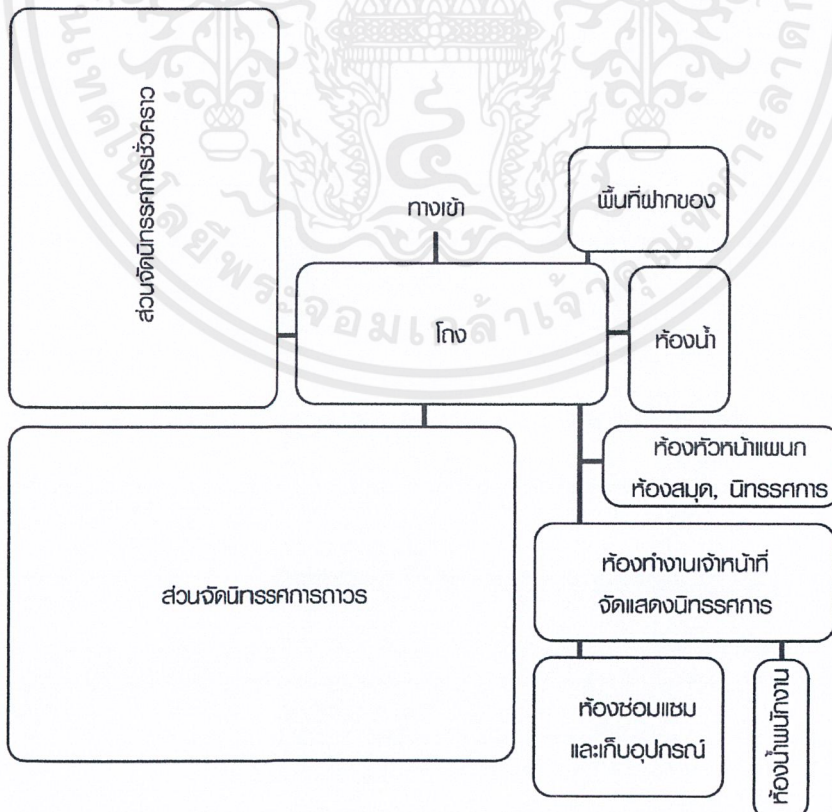 ส่วนจัดนิทรรศการชั่วคราว
ทางเข้า
พื้นที่ฝากของ
โถง
ห้องน้ำ
ห้องหัวหน้าแผนก
ห้องสมุด, นิทรรศการ
ส่วนจัดนิทรรศการถาวร
ห้องทำงานเจ้าหน้าที่
จัดแสดงนิทรรศการ
ห้องซ่อมแซม
และเก็บอุปกรณ์
ห้องน้ำพนักงาน